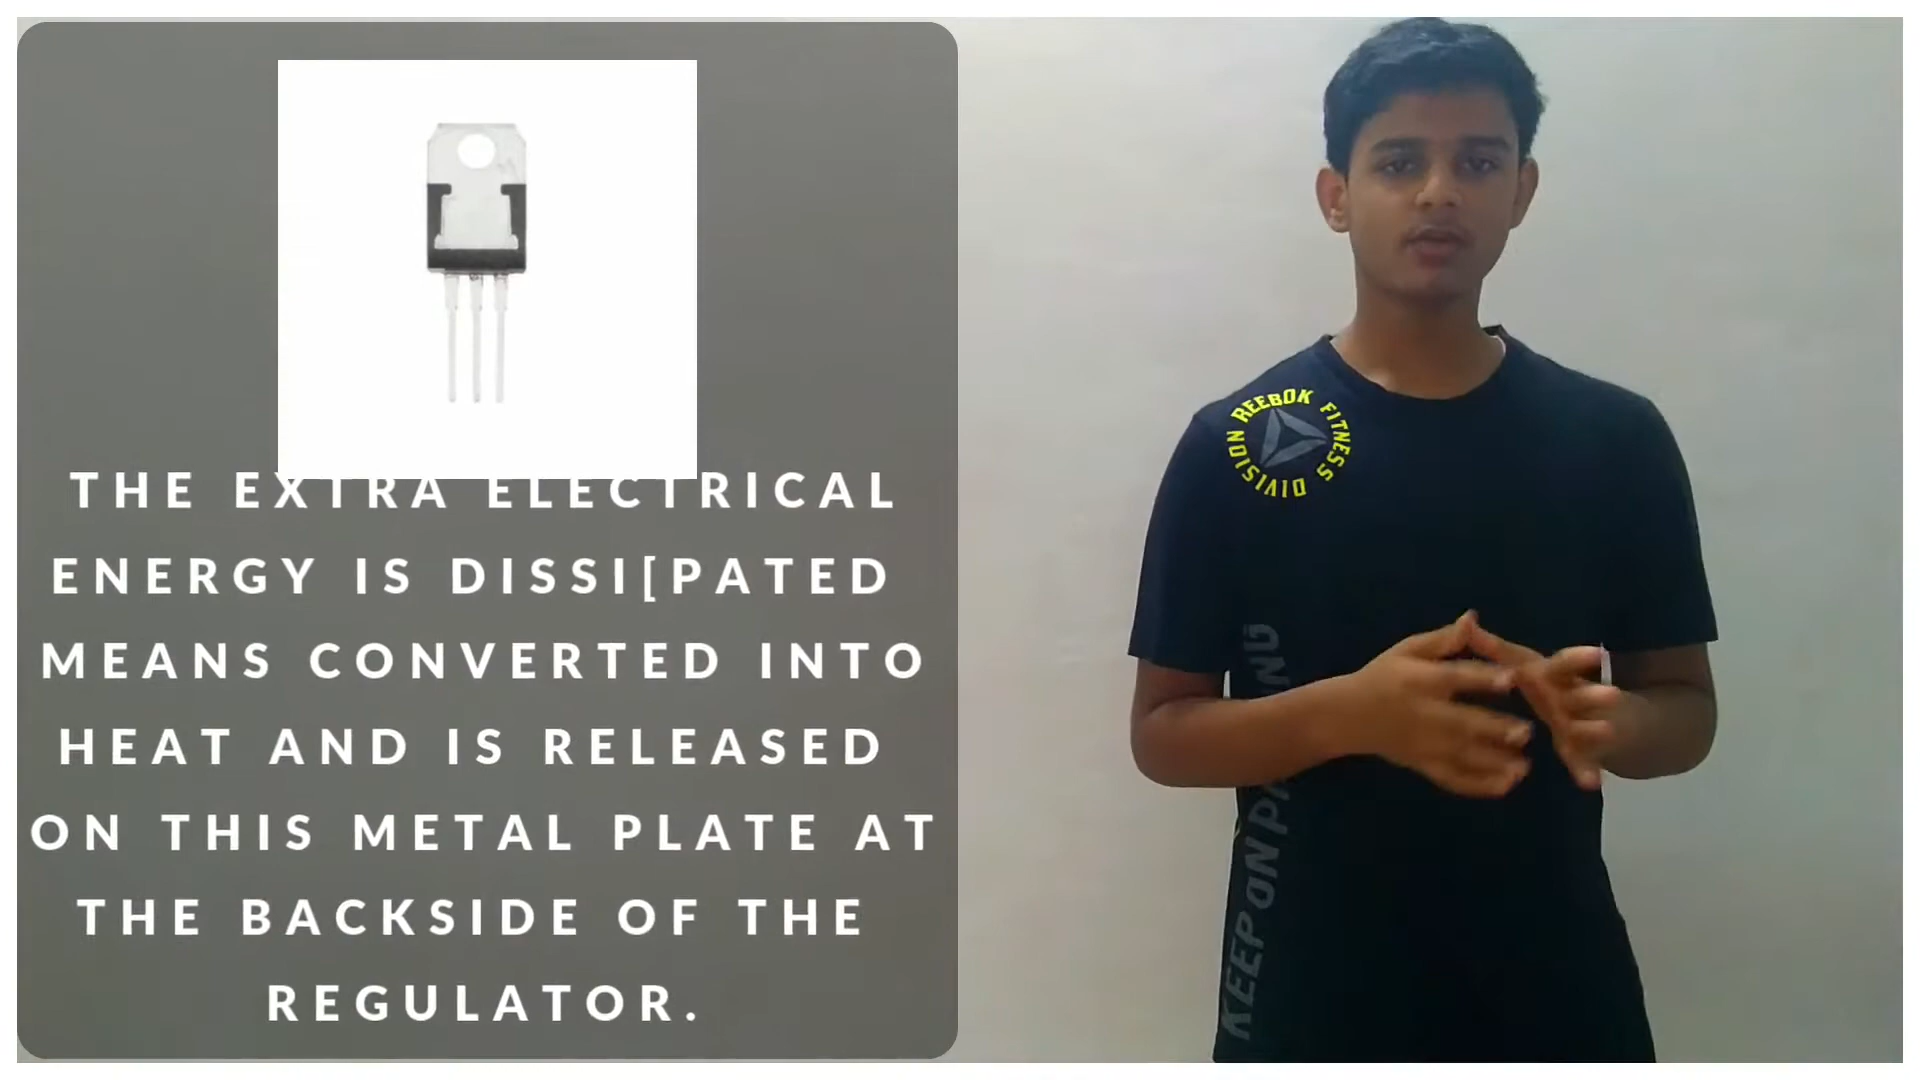 THE EXTRA ELECTRICAL
ENERGY IS DISSI[PATED
MEANS CONVERTED INTO
HEAT AND IS RELEASED
ON THIS METAL PLATE AT
THE BACKSIDE OF THE
REGULATOR.
REEBOK FITNESS DIVISION
KEEP ON PA